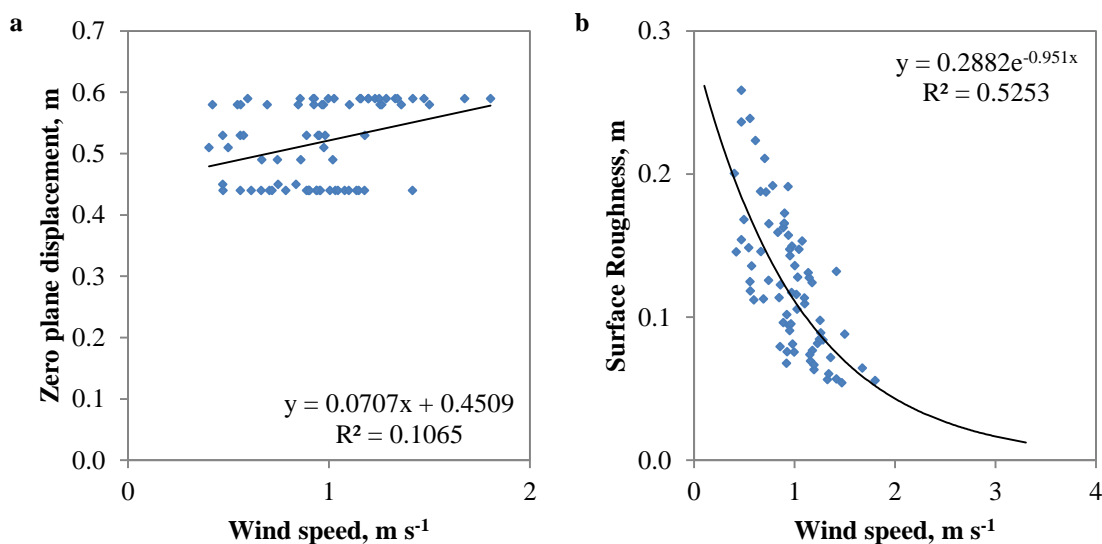 a
Zero plane displacement, m
0.7
0.6
0.5
0.4
0.3
0.2
0.1
0.0
y = 0.0707x + 0.4509
R² = 0.1065
0 1 2
Wind speed, m s⁻¹
b
Surface Roughness, m
0.3
0.2
0.1
0.0
y = 0.2882e⁻⁰·⁹⁵¹ˣ
R² = 0.5253
0 1 2 3 4
Wind speed, m s⁻¹